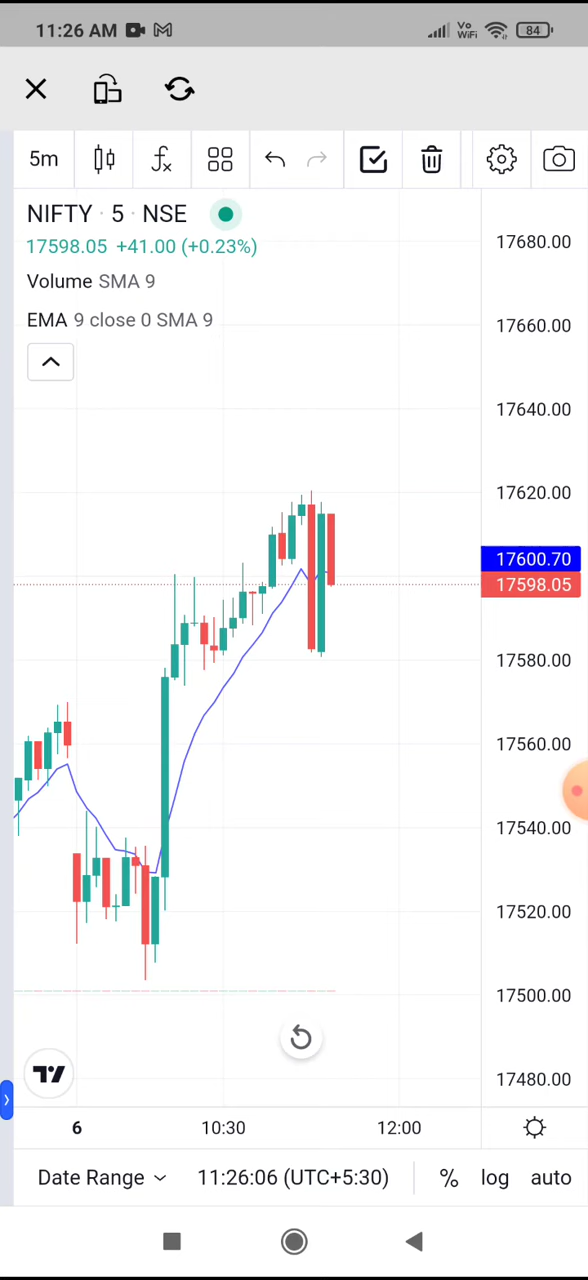 11:26 AM
Vo
WiFi
84
5m
NIFTY · 5 · NSE
17598.05 +41.00 (+0.23%)
Volume SMA 9
EMA 9 close 0 SMA 9
17680.00
17660.00
17640.00
17620.00
17600.70
17598.05
17580.00
17560.00
17540.00
17520.00
17500.00
17480.00
6 10:30 12:00
Date Range 11:26:06 (UTC+5:30) % log auto